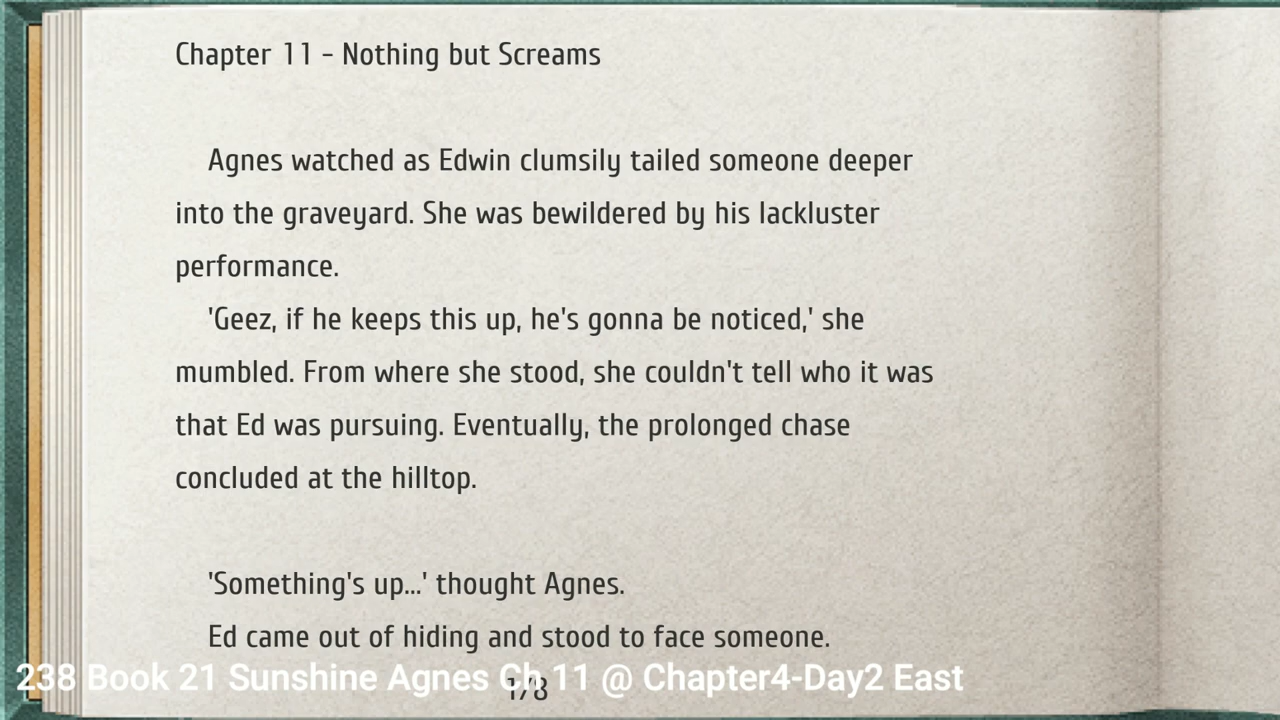 Chapter 11 - Nothing but Screams
Agnes watched as Edwin clumsily tailed someone deeper
into the graveyard. She was bewildered by his lackluster
performance.
'Geez, if he keeps this up, he's gonna be noticed,' she
mumbled. From where she stood, she couldn't tell who it was
that Ed was pursuing. Eventually, the prolonged chase
concluded at the hilltop.
'Something's up...' thought Agnes.
Ed came out of hiding and stood to face someone.
238 Book 21 Sunshine Agnes Ch 11 @ Chapter4-Day2 East
1/8